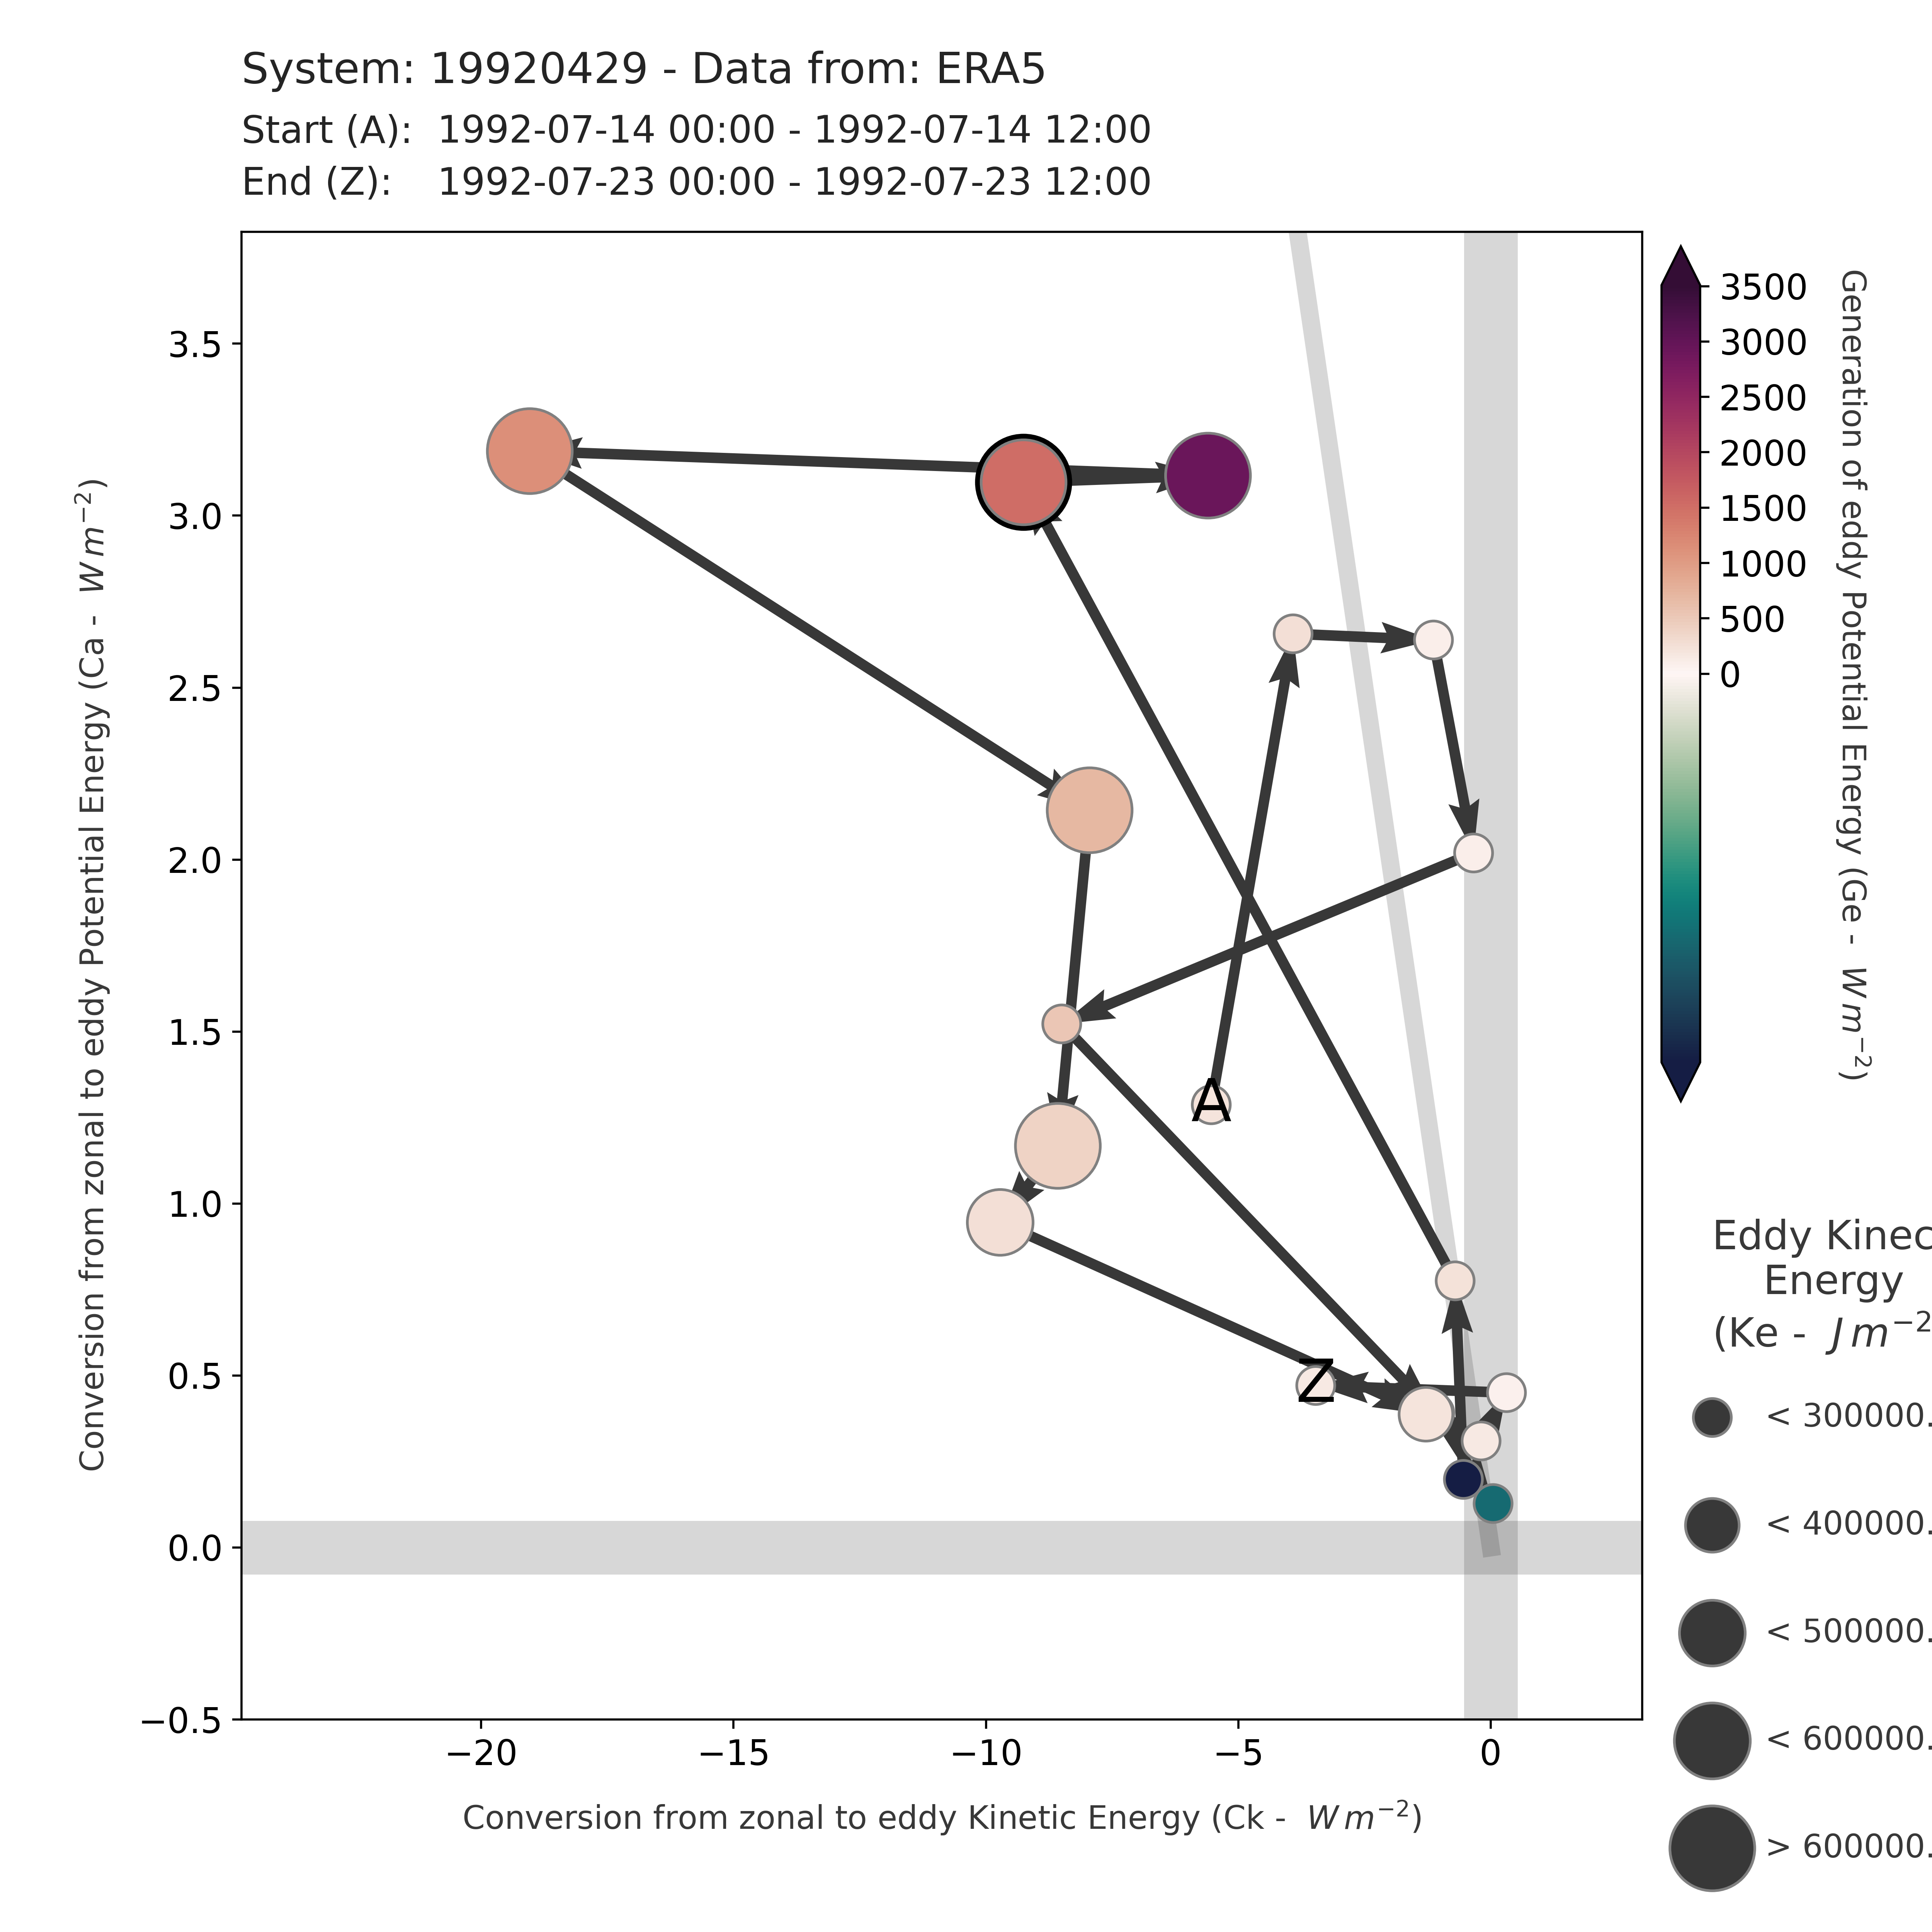 System: 19920429 - Data from: ERA5
Start (A): 1992-07-14 00:00 - 1992-07-14 12:00
End (Z): 1992-07-23 00:00 - 1992-07-23 12:00
Conversion from zonal to eddy Potential Energy (Ca - W m⁻²)
3.5
3.0
2.5
2.0
1.5
1.0
0.5
0.0
−0.5
A
Z
−20
−15
−10
−5
0
Conversion from zonal to eddy Kinetic Energy (Ck - W m⁻²)
3500
3000
2500
2000
1500
1000
500
0
Generation of eddy Potential Energy (Ge - W m⁻²)
Eddy Kinec
Energy
(Ke - J m⁻²
< 300000.
< 400000.
< 500000.
< 600000.
> 600000.